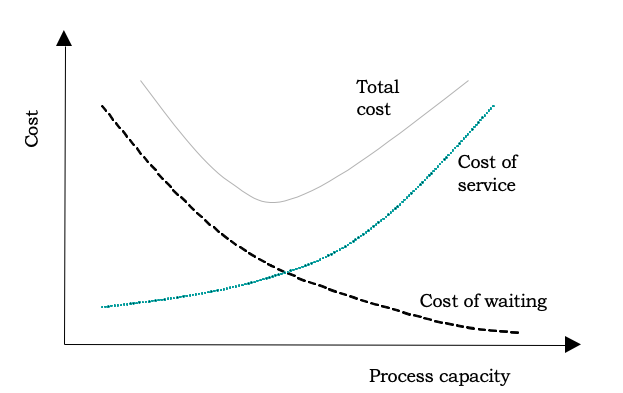 Total
cost
Cost
Cost of
service
Cost of waiting
Process capacity